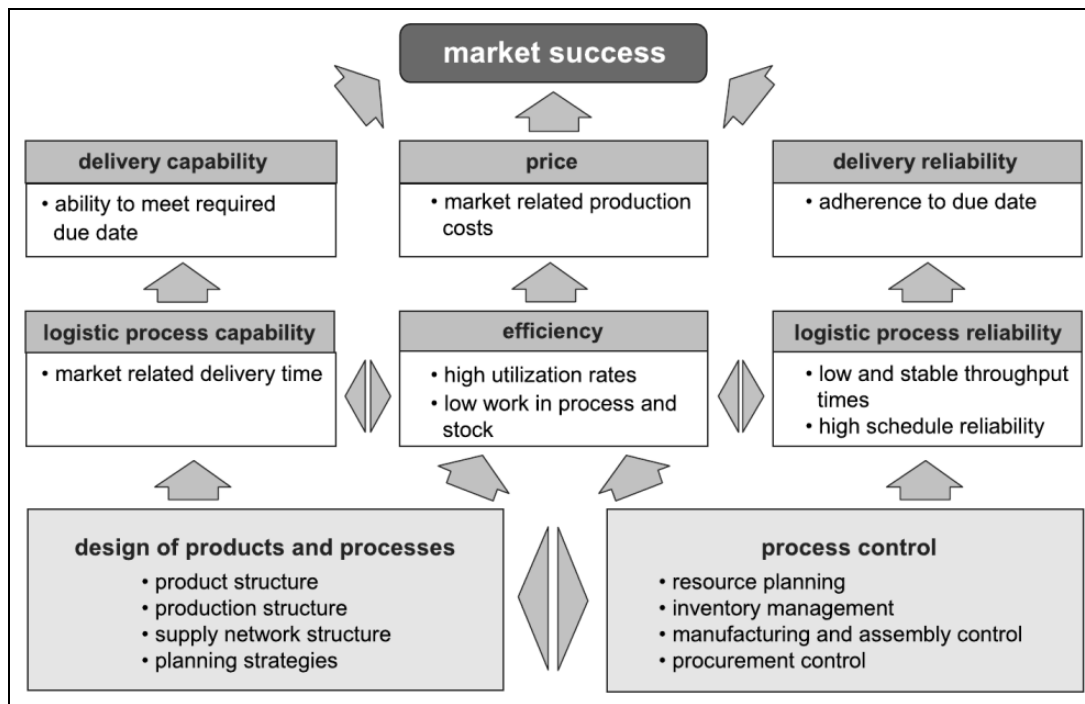 market success
delivery capability
• ability to meet required
due date
price
• market related production
costs
delivery reliability
• adherence to due date
logistic process capability
• market related delivery time
efficiency
• high utilization rates
• low work in process and
stock
logistic process reliability
• low and stable throughput
times
• high schedule reliability
design of products and processes
• product structure
• production structure
• supply network structure
• planning strategies
process control
• resource planning
• inventory management
• manufacturing and assembly control
• procurement control